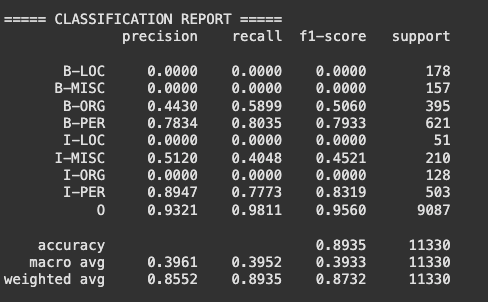 ===== CLASSIFICATION REPORT =====
precision recall f1-score support
B-LOC 0.0000 0.0000 0.0000 178
B-MISC 0.0000 0.0000 0.0000 157
B-ORG 0.4430 0.5899 0.5060 395
B-PER 0.7834 0.8035 0.7933 621
I-LOC 0.0000 0.0000 0.0000 51
I-MISC 0.5120 0.4048 0.4521 210
I-ORG 0.0000 0.0000 0.0000 128
I-PER 0.8947 0.7773 0.8319 503
O 0.9321 0.9811 0.9560 9087
accuracy 0.8935 11330
macro avg 0.3961 0.3952 0.3933 11330
weighted avg 0.8552 0.8935 0.8732 11330